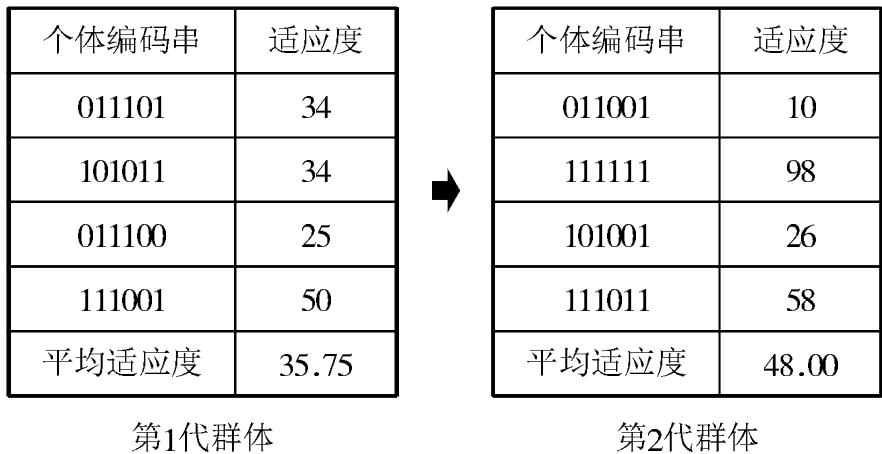 个体编码串 适应度 个体编码串 适应度
011101 34 011001 10
101011 34 111111 98
011100 25 101001 26
111001 50 111011 58
平均适应度 35.75 平均适应度 48.00
第1代群体 第2代群体